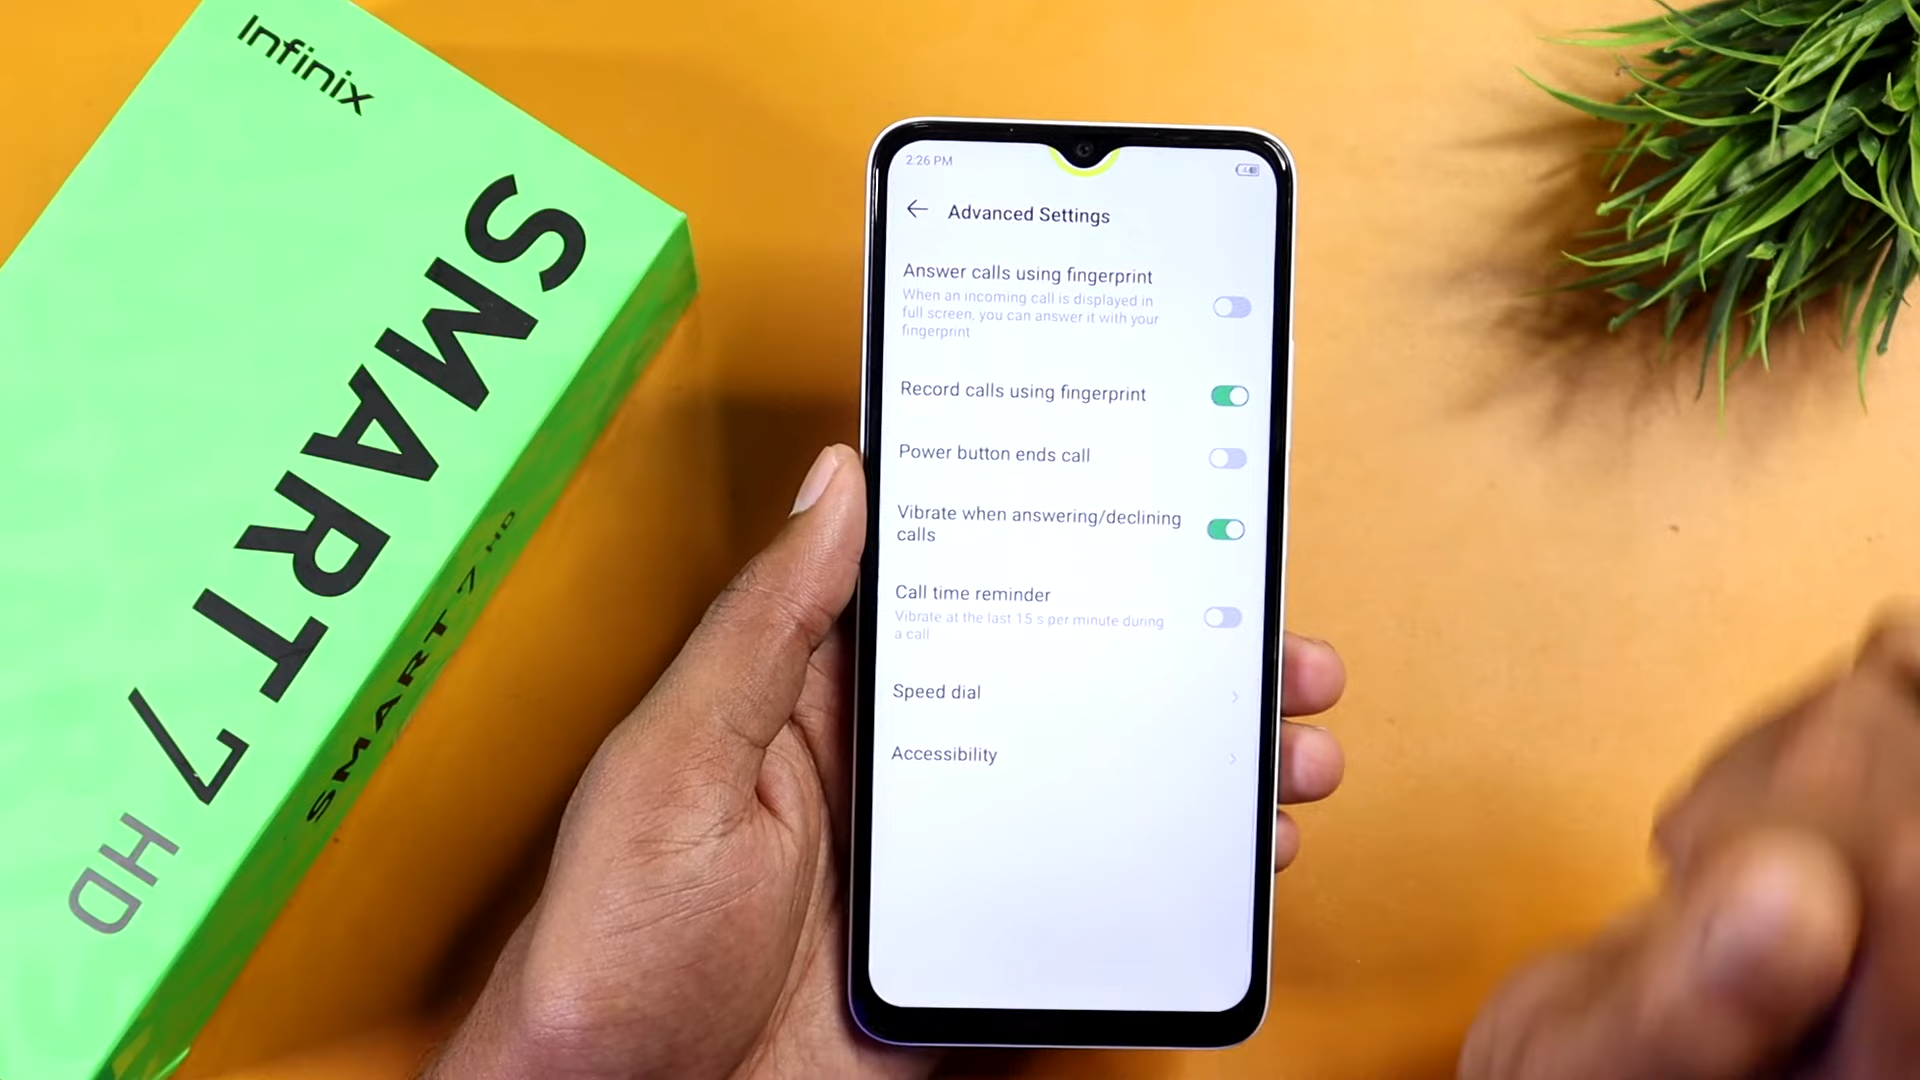 Infinix
SMART 7
HD
SMART 7 HD
2:26 PM
Advanced Settings
Answer calls using fingerprint
When an incoming call is displayed in
full screen, you can answer it with your
fingerprint
Record calls using fingerprint
Power button ends call
Vibrate when answering/declining
calls
Call time reminder
Vibrate at the last 15 s per minute during
a call
Speed dial
Accessibility